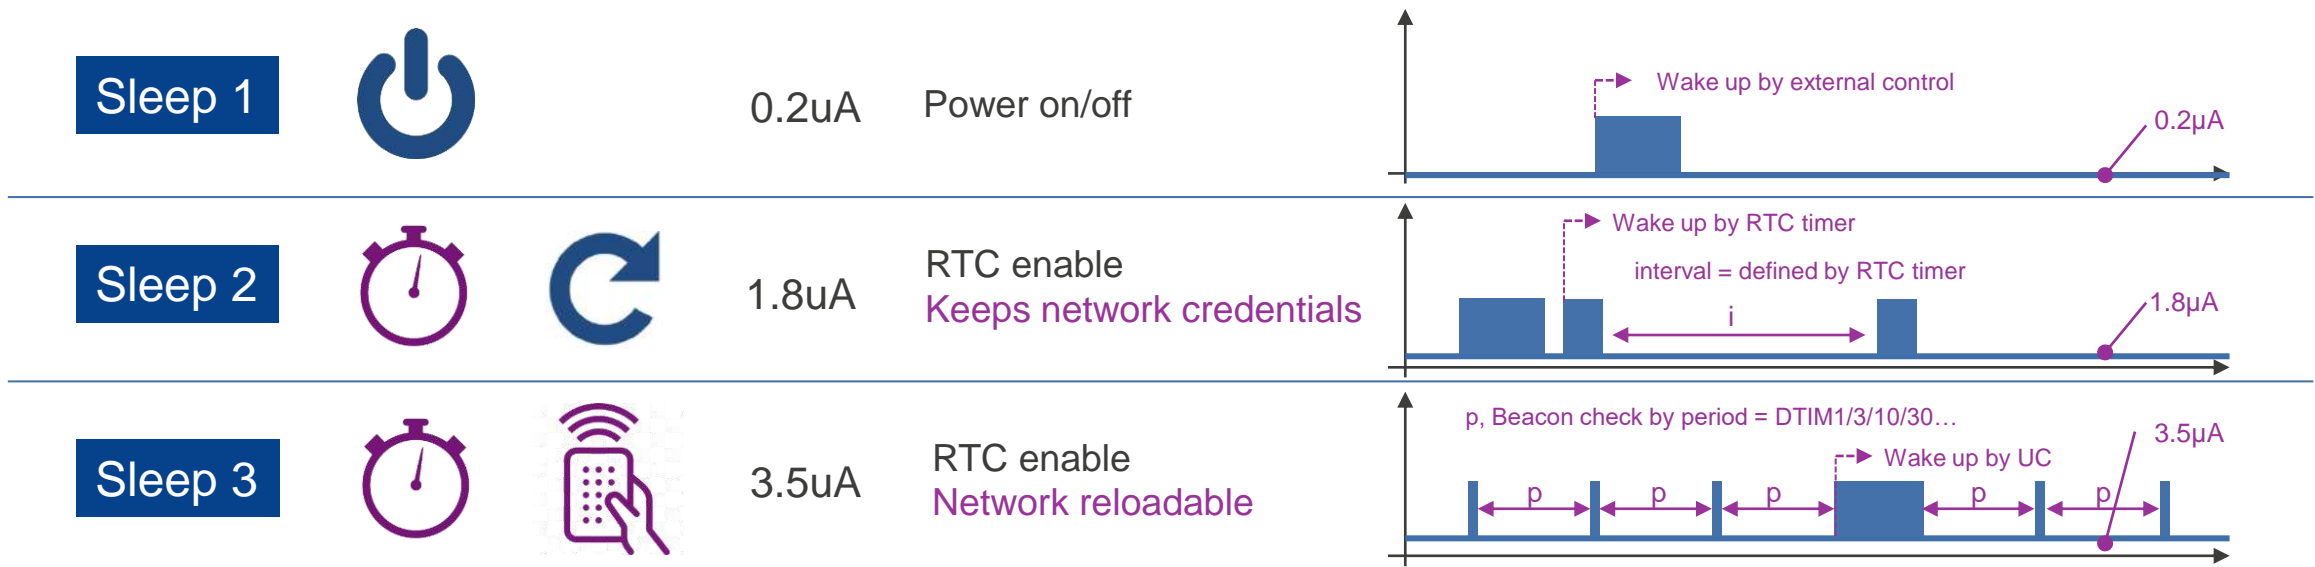 Sleep 1
0.2uA
Power on/off
Wake up by external control
0.2µA
Sleep 2
1.8uA
RTC enable
Keeps network credentials
Wake up by RTC timer
interval = defined by RTC timer
i
1.8µA
Sleep 3
3.5uA
RTC enable
Network reloadable
p, Beacon check by period = DTIM1/3/10/30…
3.5µA
Wake up by UC
p p p p p